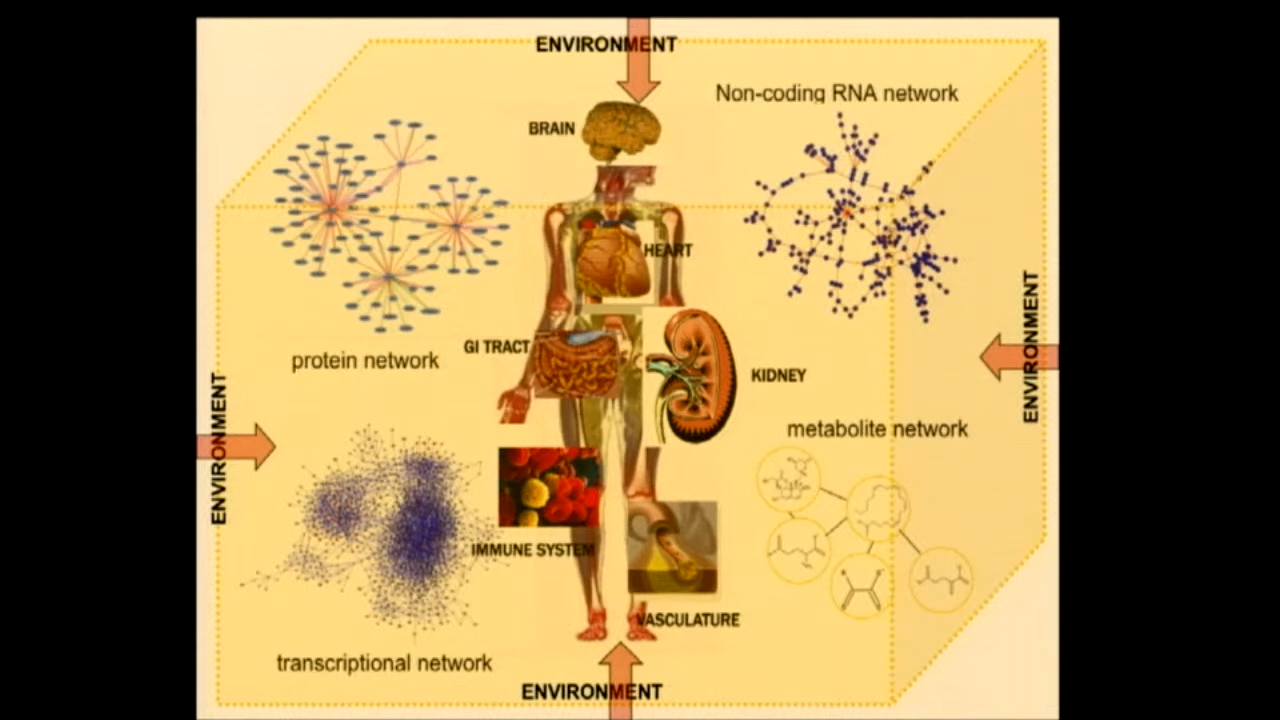 ENVIRONMENT
Non-coding RNA network
BRAIN
HEART
GI TRACT
protein network
KIDNEY
ENVIRONMENT
ENVIRONMENT
metabolite network
IMMUNE SYSTEM
VASCULATURE
transcriptional network
ENVIRONMENT